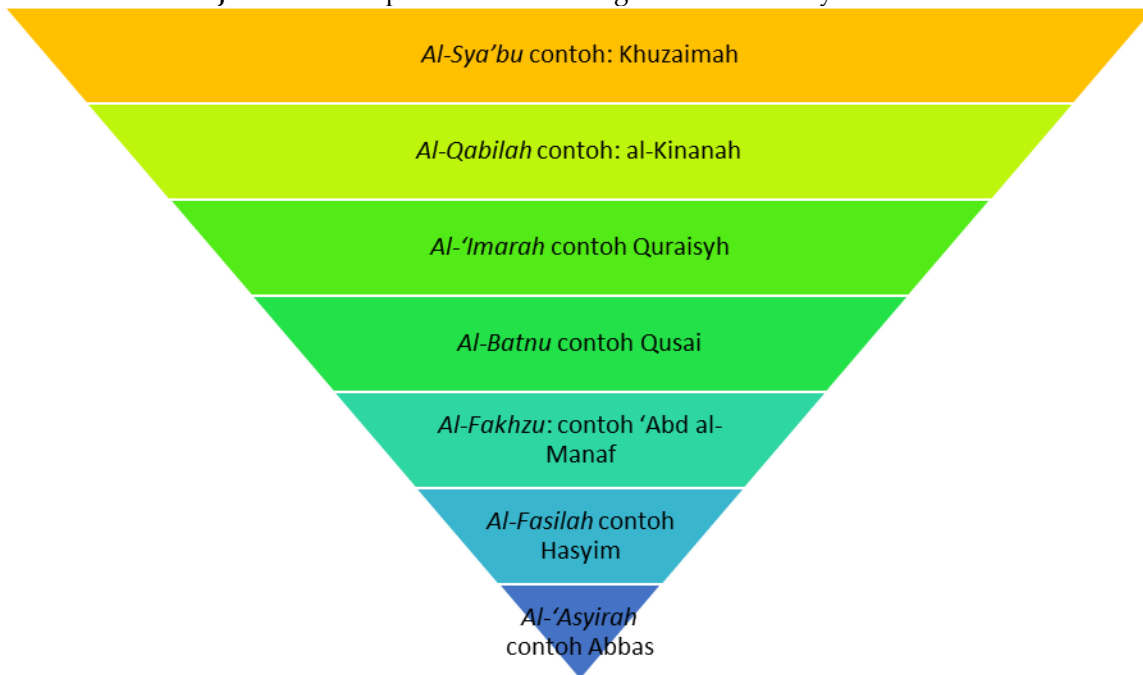 Al-Sya’bu contoh: Khuzaimah
Al-Qabilah contoh: al-Kinanah
Al-‘Imarah contoh Quraisyh
Al-Batnu contoh Qusai
Al-Fakhzu: contoh ‘Abd al-
Manaf
Al-Fasilah contoh
Hasyim
Al-‘Asyirah
contoh Abbas